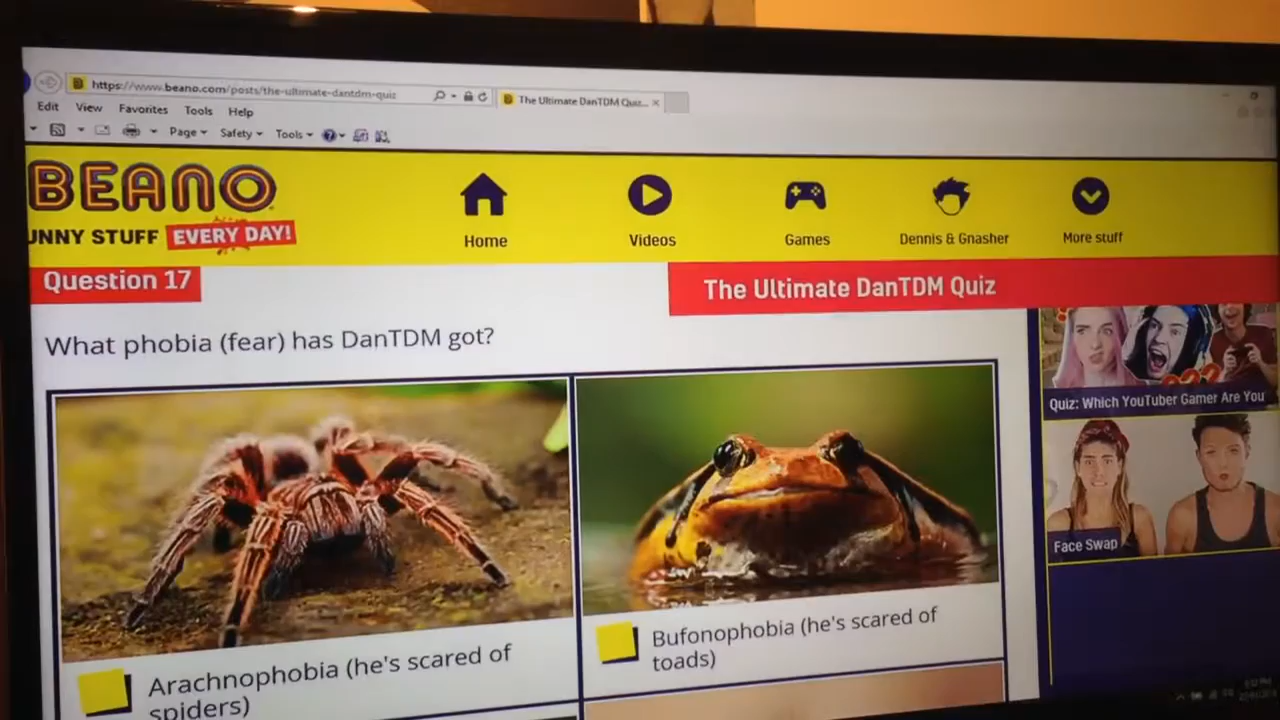 https://www.beano.com/posts/the-ultimate-dantdm-quiz
The Ultimate DanTDM Quiz...
Edit View Favorites Tools Help
Page Safety Tools
BEANO
UNNY STUFF EVERY DAY!
Home
Videos
Games
Dennis & Gnasher
More stuff
Question 17
The Ultimate DanTDM Quiz
What phobia (fear) has DanTDM got?
Quiz: Which YouTuber Gamer Are You
Face Swap
Arachnophobia (he's scared of
spiders)
Bufonophobia (he's scared of
toads)